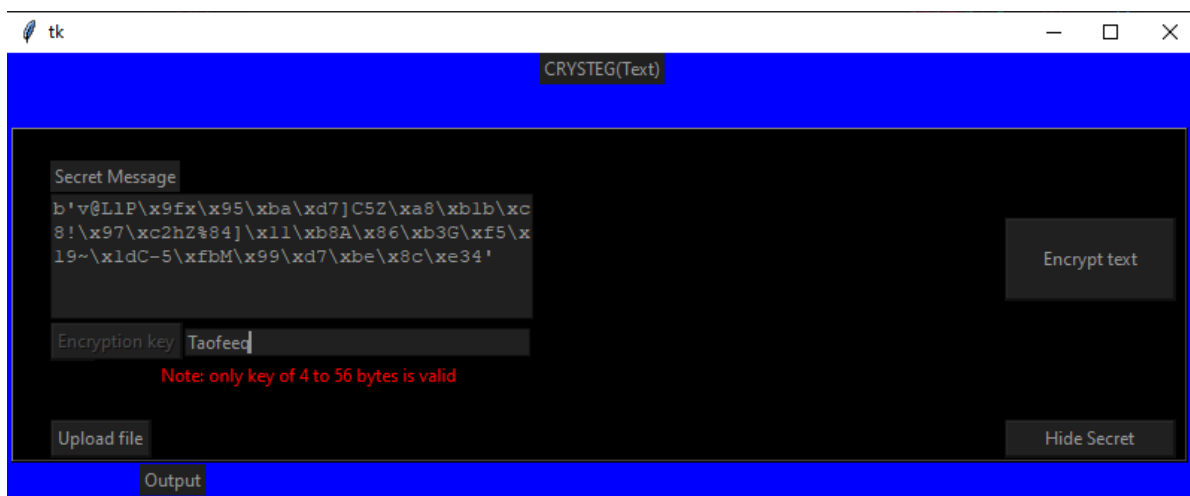 tk
CRYSTEG(Text)
Secret Message
b'v@LlP\x9fx\x95\xba\xd7]C5Z\xa8\xb1b\xc
8!\x97\xc2hZ%84]\x11\xb8A\x86\xb3G\xf5\x
19~\x1dC-5\xfbM\x99\xd7\xbe\x8c\xe34'
Encrypt text
Encryption key Taofeeq
Note: only key of 4 to 56 bytes is valid
Upload file
Hide Secret
Output